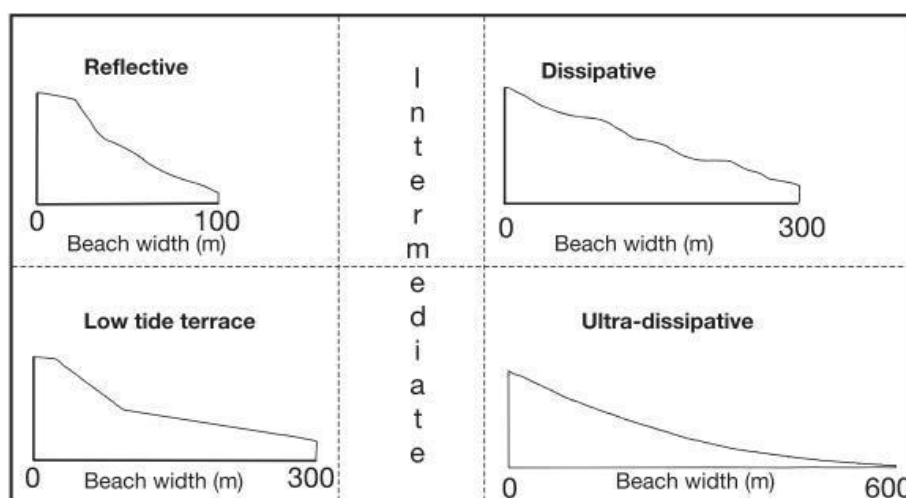 Reflective
0 100
Beach width (m)
Intermediate
Dissipative
0 300
Beach width (m)
Low tide terrace
0 300
Beach width (m)
Ultra-dissipative
0 600
Beach width (m)